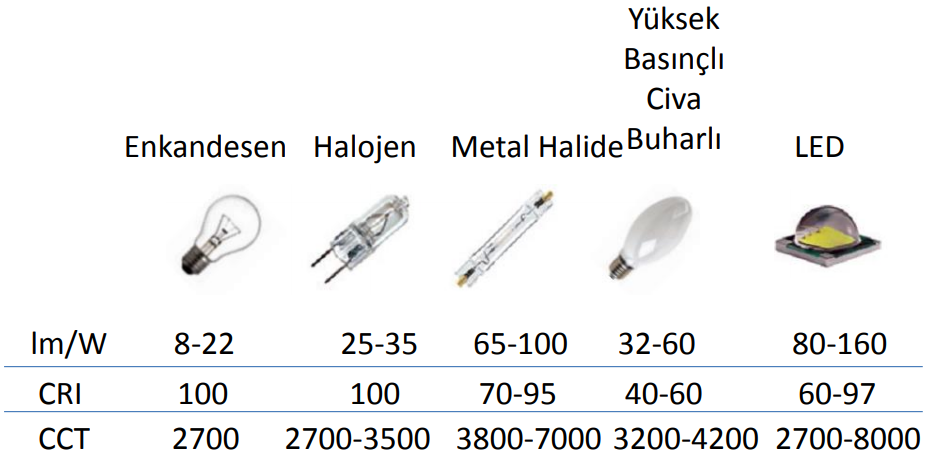 Yüksek
Basınçlı
Civa
Buharlı
Enkandesen Halojen Metal Halide LED
lm/W 8-22 25-35 65-100 32-60 80-160
CRI 100 100 70-95 40-60 60-97
CCT 2700 2700-3500 3800-7000 3200-4200 2700-8000